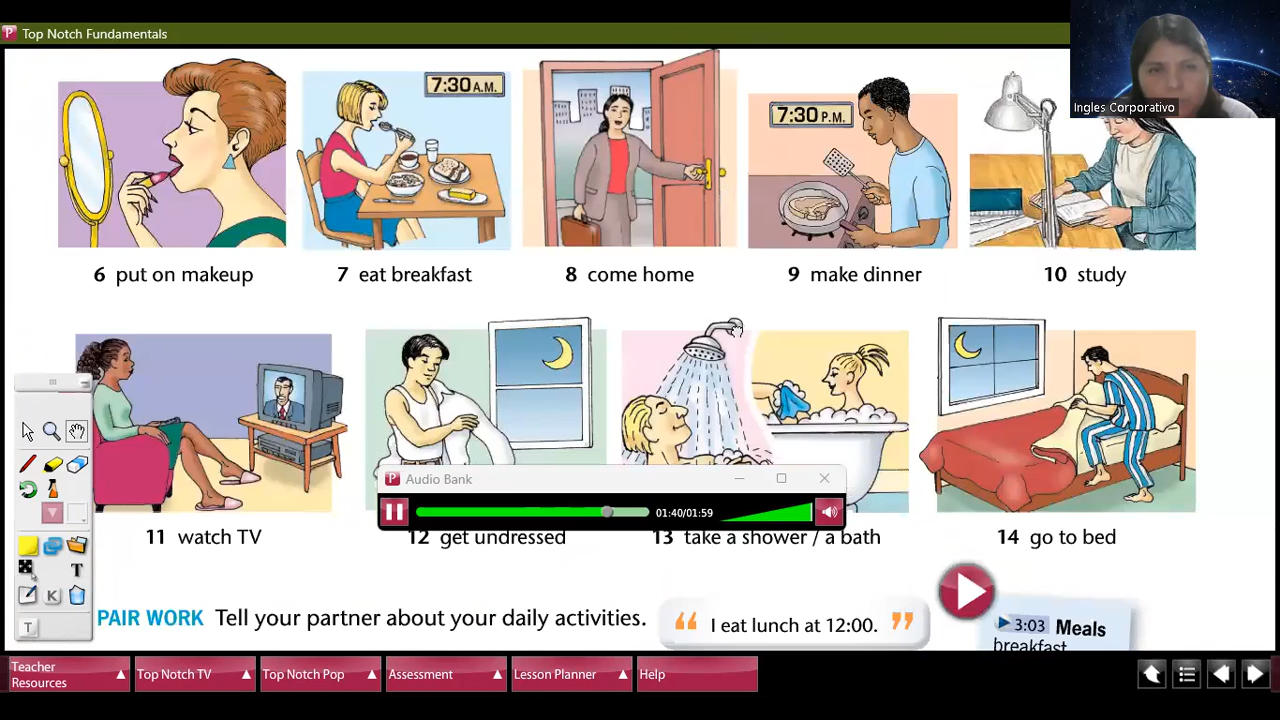 Top Notch Fundamentals
Ingles Corporativo
7:30 A.M.
7:30 P.M.
6 put on makeup
7 eat breakfast
8 come home
9 make dinner
10 study
Audio Bank
01:40/01:59
11 watch TV
12 get undressed
13 take a shower / a bath
14 go to bed
PAIR WORK Tell your partner about your daily activities.
“ I eat lunch at 12:00. ”
3:03 Meals
breakfast
Teacher Resources
Top Notch TV
Top Notch Pop
Assessment
Lesson Planner
Help